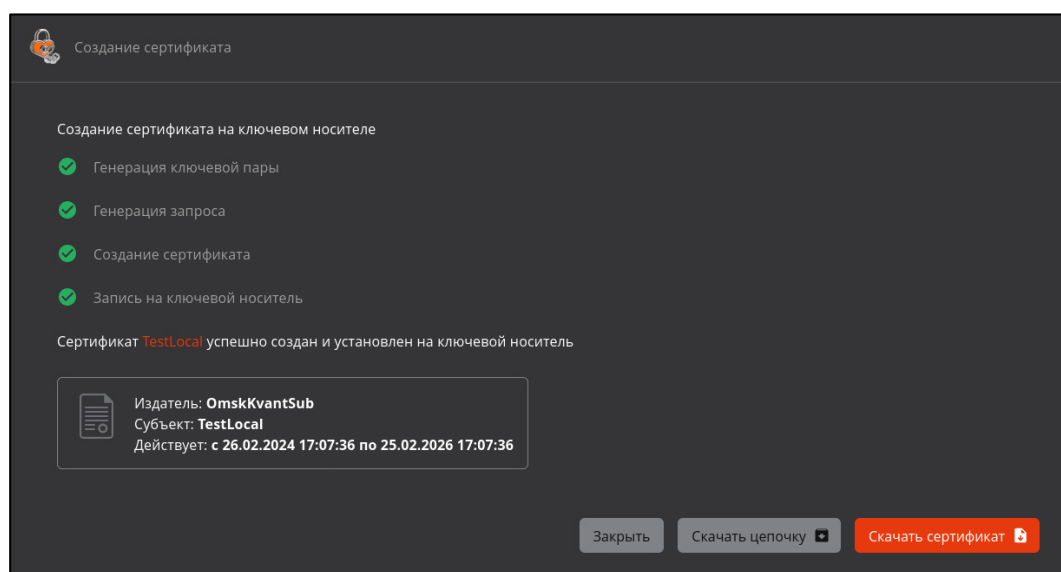 Создание сертификата
Создание сертификата на ключевом носителе
Генерация ключевой пары
Генерация запроса
Создание сертификата
Запись на ключевой носитель
Сертификат TestLocal успешно создан и установлен на ключевой носитель
Издатель: OmskKvantSub
Субъект: TestLocal
Действует: с 26.02.2024 17:07:36 по 25.02.2026 17:07:36
Закрыть Скачать цепочку Скачать сертификат